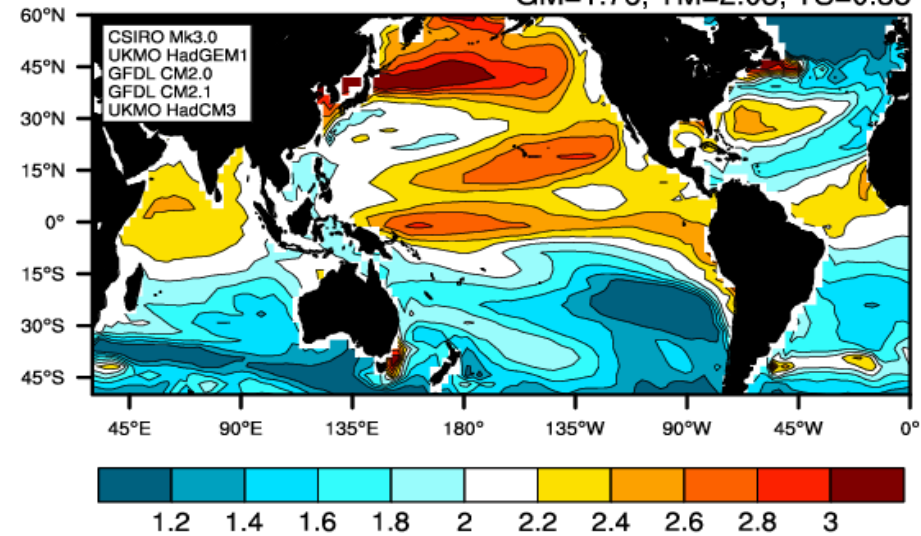 60°N
45°N
30°N
15°N
0°
15°S
30°S
45°S
CSIRO Mk3.0
UKMO HadGEM1
GFDL CM2.0
GFDL CM2.1
UKMO HadCM3
45°E 90°E 135°E 180° 135°W 90°W 45°W 0°
1.2 1.4 1.6 1.8 2 2.2 2.4 2.6 2.8 3